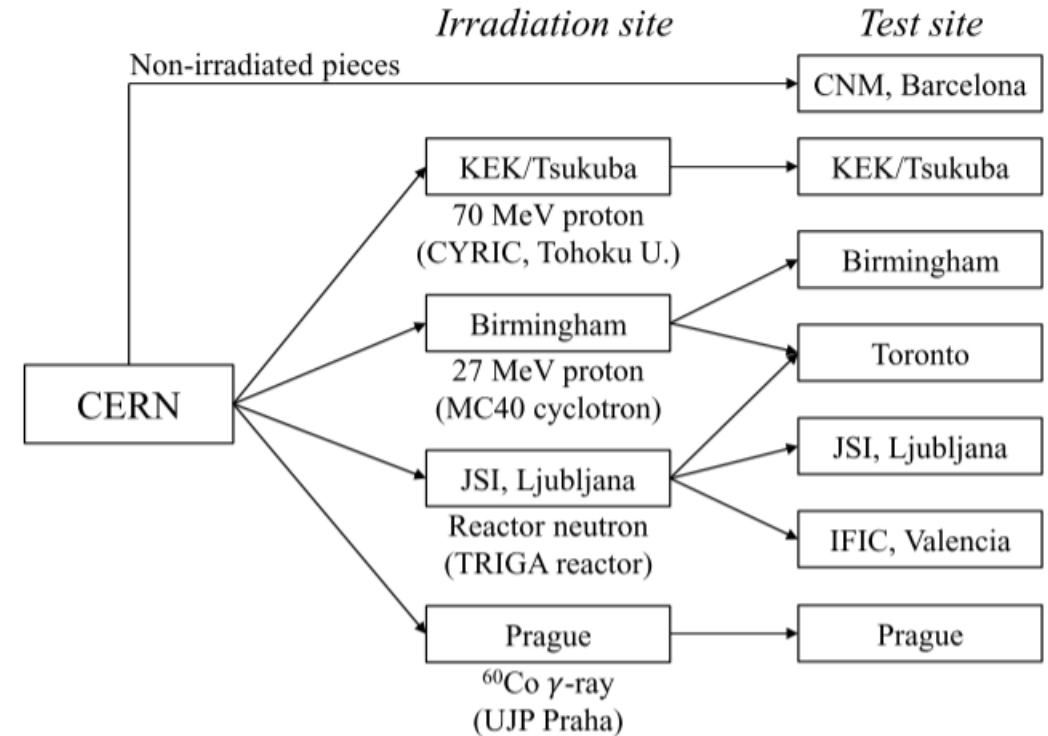 Irradiation site
Test site
Non-irradiated pieces
CNM, Barcelona
KEK/Tsukuba
70 MeV proton
(CYRIC, Tohoku U.)
KEK/Tsukuba
Birmingham
Birmingham
27 MeV proton
(MC40 cyclotron)
Toronto
CERN
JSI, Ljubljana
Reactor neutron
(TRIGA reactor)
JSI, Ljubljana
IFIC, Valencia
Prague
⁶⁰Co γ-ray
(UJP Praha)
Prague